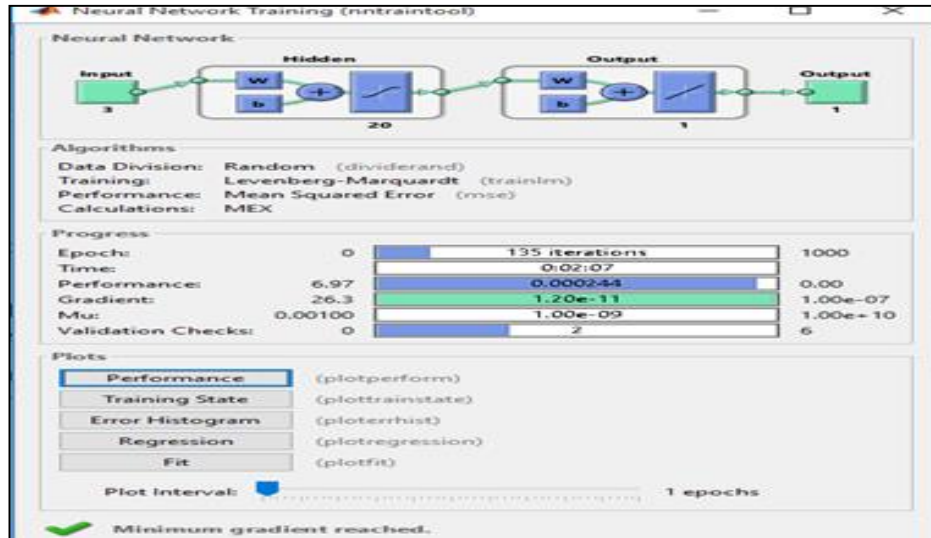 Neural Network Training (nntraintool)
Neural Network
Hidden Output
Input Output
W W
b b
3 20 1 1
Algorithms
Data Division: Random (dividerand)
Training: Levenberg-Marquardt (trainlm)
Performance: Mean Squared Error (mse)
Calculations: MEX
Progress
Epoch: 0 135 iterations 1000
Time: 0:02:07
Performance: 6.97 0.000244 0.00
Gradient: 26.3 1.20e-11 1.00e-07
Mu: 0.00100 1.00e-09 1.00e+10
Validation Checks: 0 2 6
Plots
Performance (plotperform)
Training State (plottrainstate)
Error Histogram (ploterrhist)
Regression (plotregression)
Fit (plotfit)
Plot Interval: 1 epochs
Minimum gradient reached.